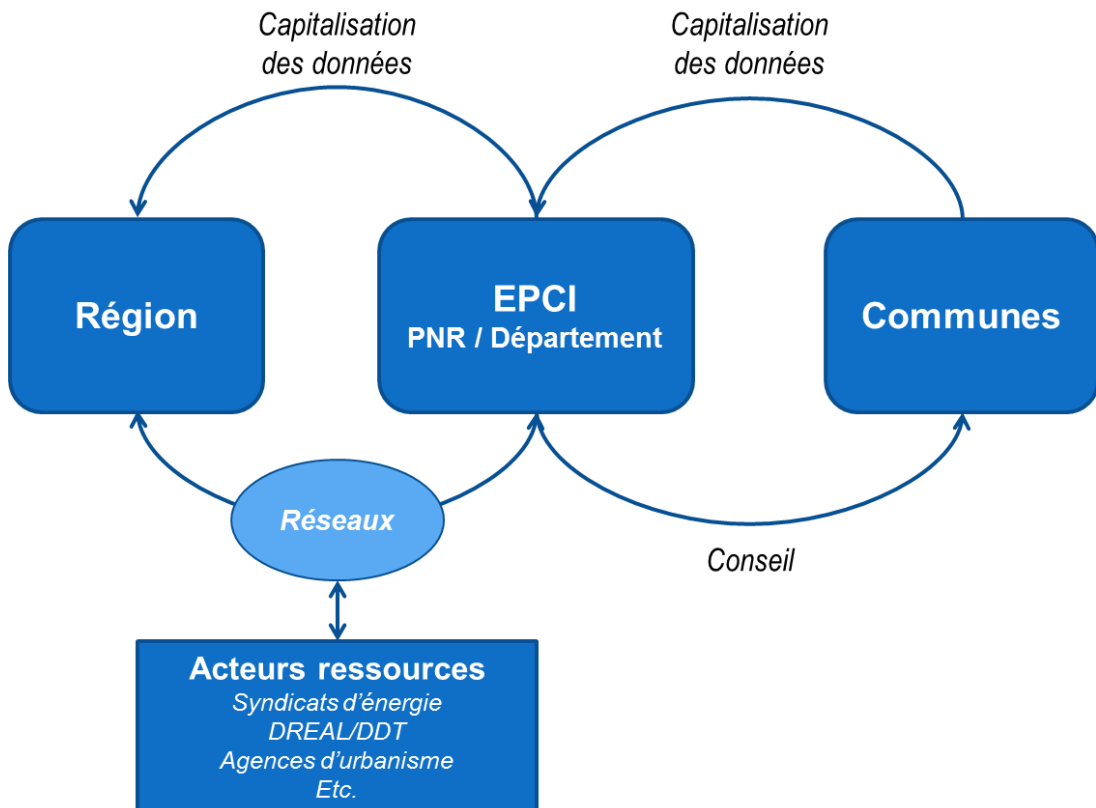 Capitalisation
des données
Capitalisation
des données
Région
EPCI
PNR / Département
Communes
Réseaux
Conseil
Acteurs ressources
Syndicats d’énergie
DREAL/DDT
Agences d’urbanisme
Etc.